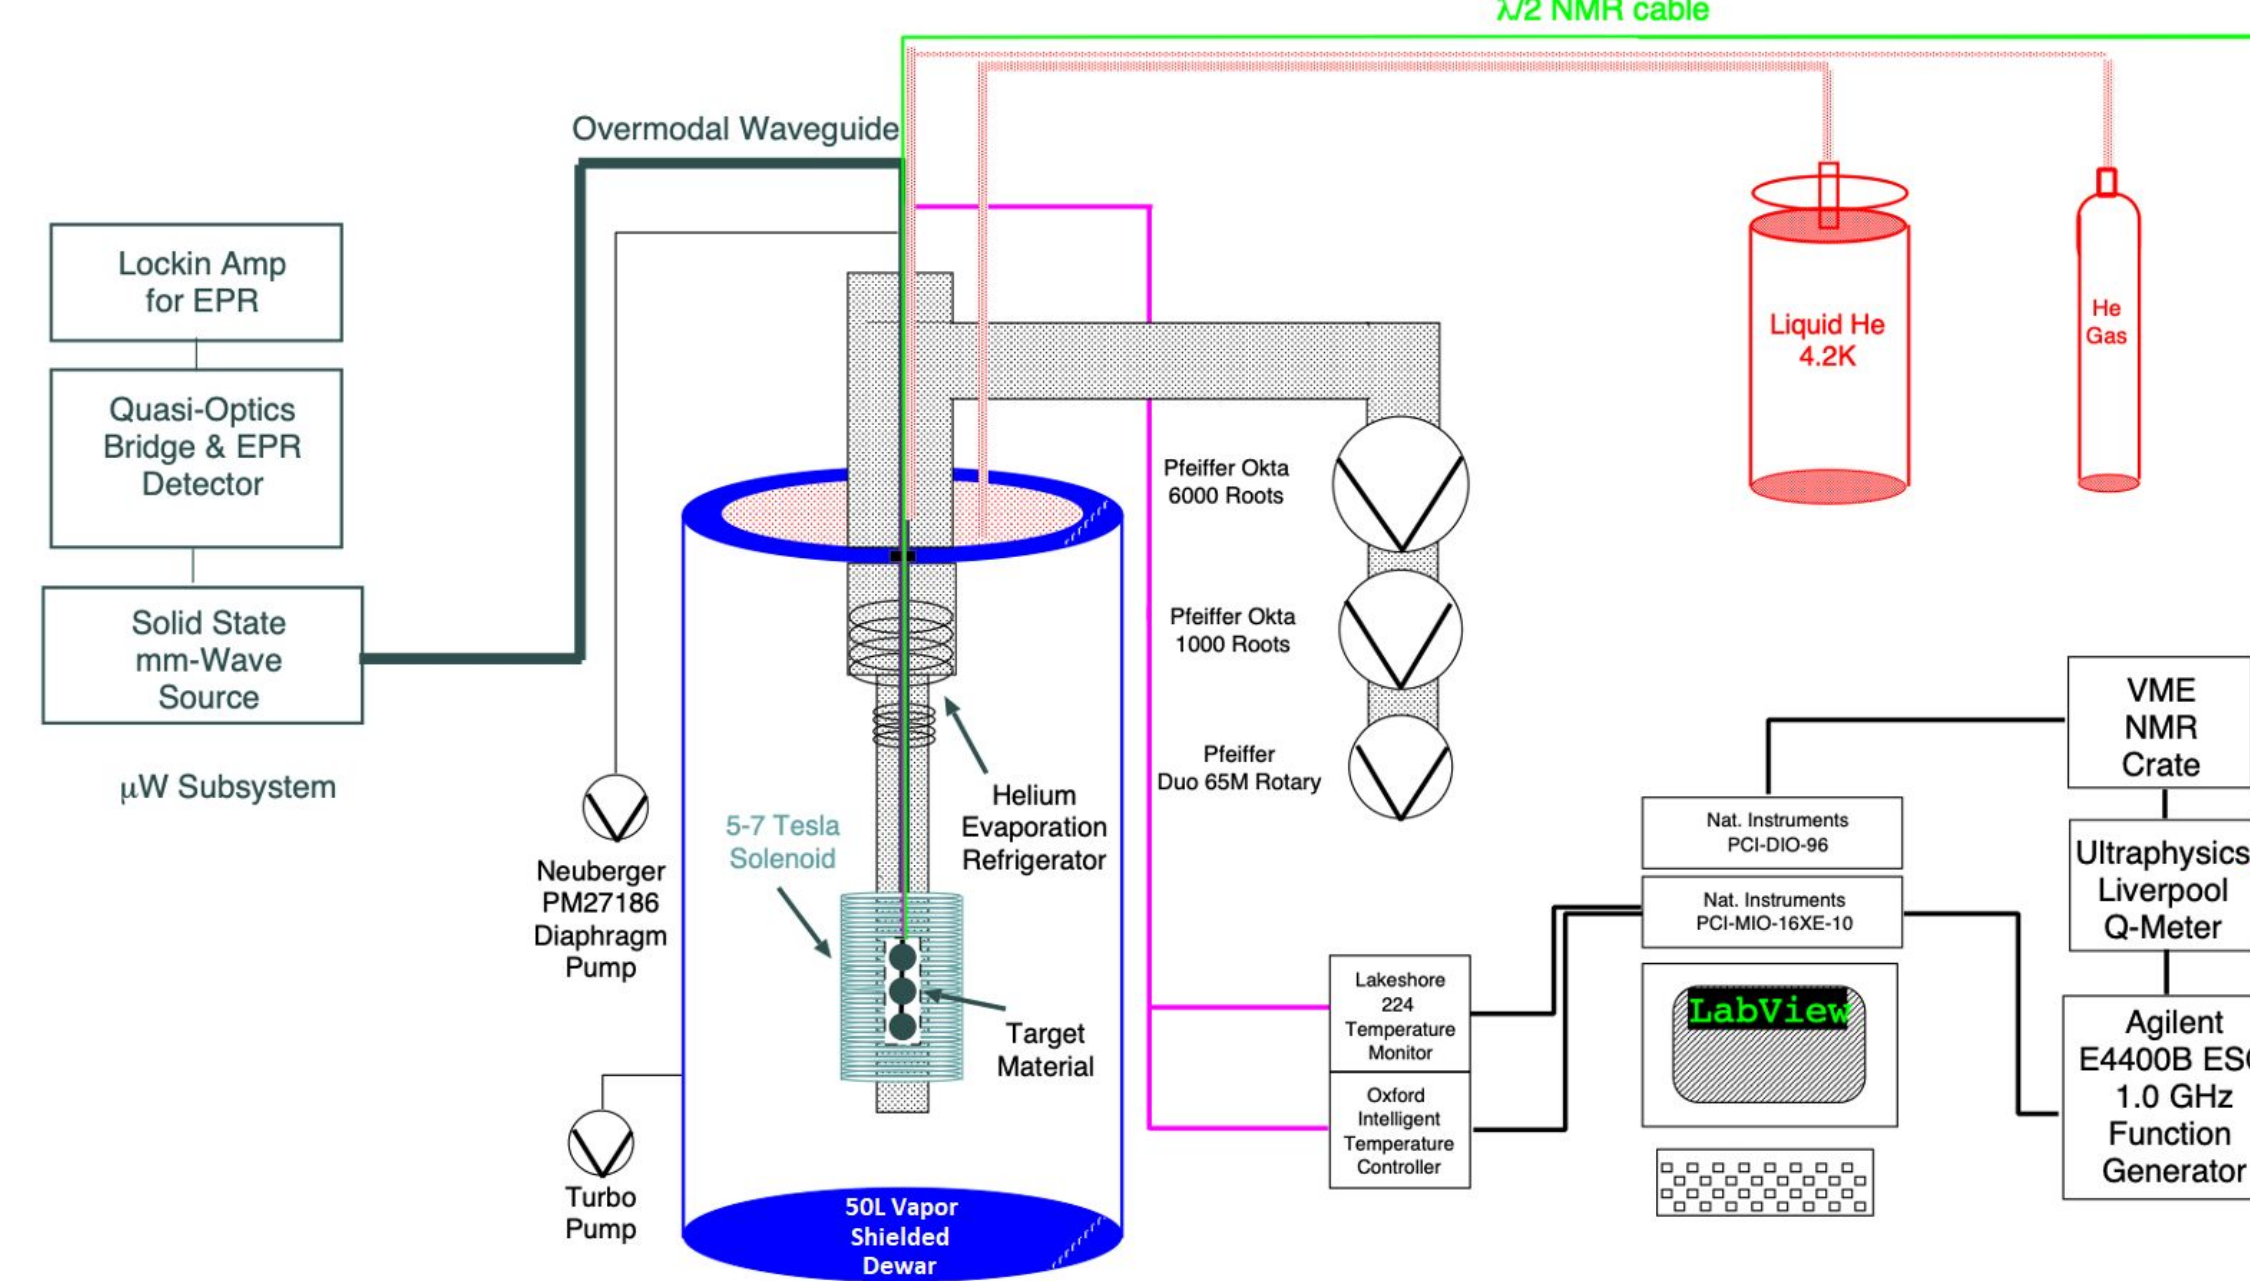 λ/2 NMR cable
Overmodal Waveguide
Lockin Amp
for EPR
Quasi-Optics
Bridge & EPR
Detector
Solid State
mm-Wave
Source
μW Subsystem
Neuberger
PM27186
Diaphragm
Pump
Turbo
Pump
5-7 Tesla
Solenoid
Helium
Evaporation
Refrigerator
Target
Material
50L Vapor
Shielded
Dewar
Pfeiffer Okta
6000 Roots
Pfeiffer Okta
1000 Roots
Pfeiffer
Duo 65M Rotary
Liquid He
4.2K
He
Gas
Lakeshore
224
Temperature
Monitor
Oxford
Intelligent
Temperature
Controller
Nat. Instruments
PCI-DIO-96
Nat. Instruments
PCI-MIO-16XE-10
LabView
VME
NMR
Crate
Ultraphysics
Liverpool
Q-Meter
Agilent
E4400B
1.0 GHz
Function
Generator